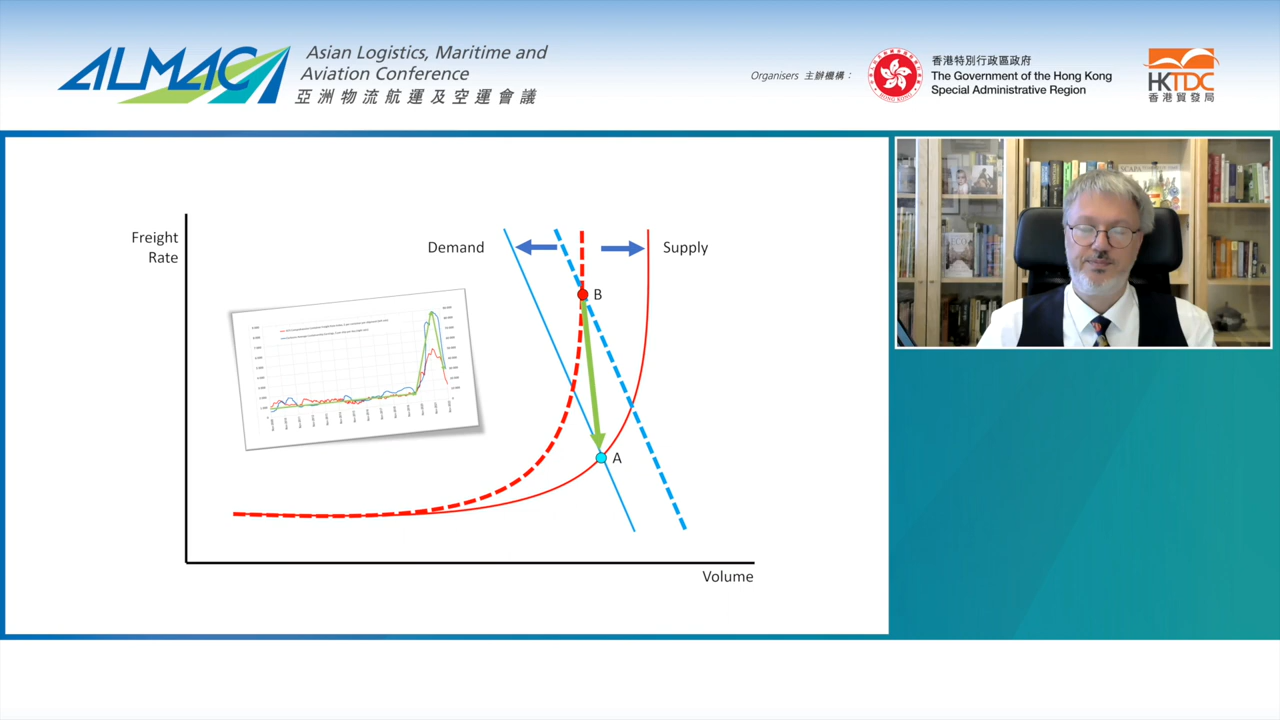 ALMAC
Asian Logistics, Maritime and
Aviation Conference
亞洲物流航運及空運會議
Organisers 主辦機構：
香港特別行政區政府
The Government of the Hong Kong
Special Administrative Region
HONG KONG
HKTDC
香港貿發局
Freight
Rate
Demand
Supply
B
A
Volume